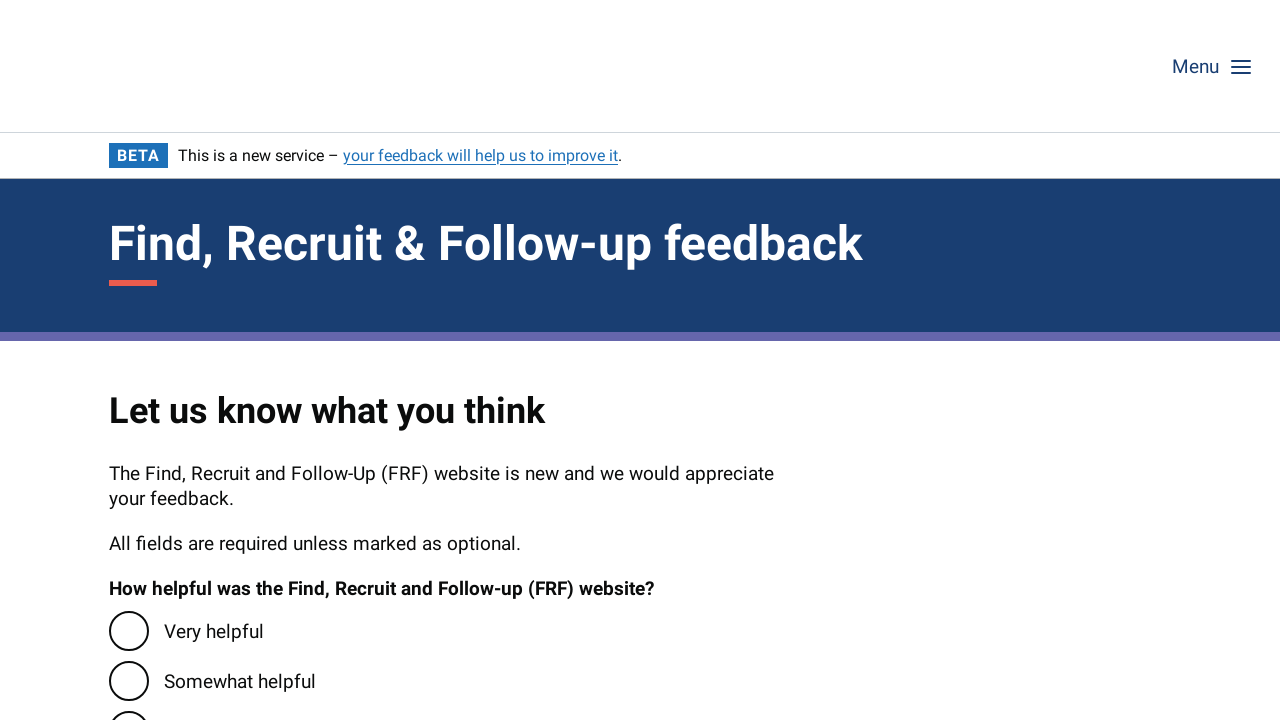 Menu
BETA This is a new service – your feedback will help us to improve it.
Find, Recruit & Follow-up feedback
Let us know what you think
The Find, Recruit and Follow-Up (FRF) website is new and we would appreciate
your feedback.
All fields are required unless marked as optional.
How helpful was the Find, Recruit and Follow-up (FRF) website?
Very helpful
Somewhat helpful